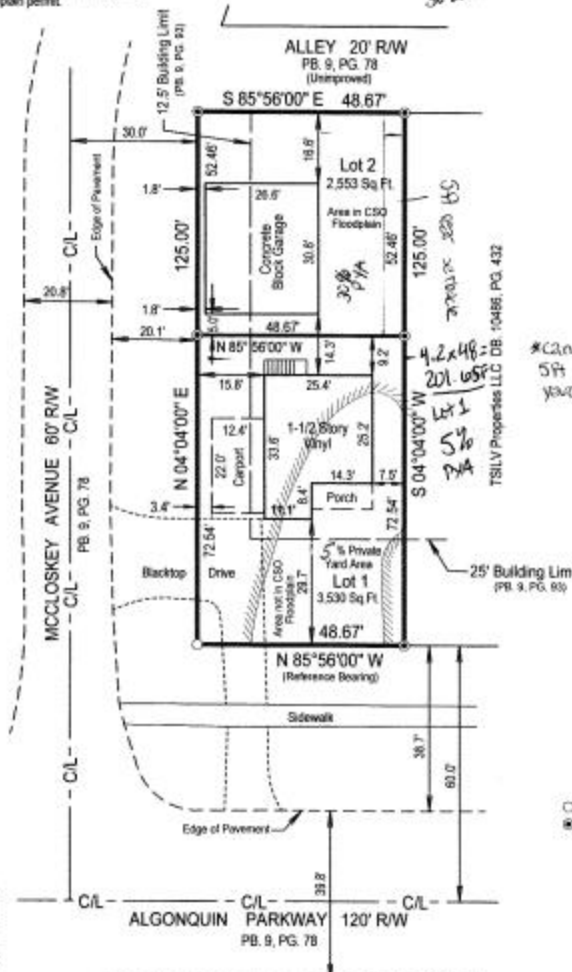 plan permit.
ALLEY 20' R/W
PB. 9, PG. 78
(Unimproved)
12.5' Building Limit
(PB. 9, PG. 93)
S 85°56'00" E 48.67'
30.0'
Edge of Pavement
52.46'
16.6'
Lot 2
2,553 Sq.Ft.
Area in CSO
Floodplain
1.8'
26.6'
Concrete
Block Garage
30.6'
30%
PYA
52.46'
125.00'
125.00'
TSILV Properties LLC DB. 10486, PG. 432
20.8'
1.8'
5.0'
20.1'
48.67'
N 85°56'00" W
14.3'
9.2'
4.2x48=
Lot 1
5%
PYA
5ft
15.8'
25.4'
N 04°04'00" E
S 04°04'00" W
12.4'
1-1/2 Story
Vinyl
33.6'
25.2'
22.0'
Carport
14.3'
7.5'
8.4'
Porch
3.4'
72.54'
72.54'
MCCLOSKEY AVENUE 60' R/W
PB. 9, PG. 78
Blacktop
Drive
5% Private
Yard Area
Lot 1
3,530 Sq.Ft.
Area not in CSO
Floodplain
29.7'
25' Building Lim
(PB. 9, PG. 93)
48.67'
N 85°56'00" W
(Reference Bearing)
Sidewalk
38.7'
60.0'
Edge of Pavement
39.8'
C/L
C/L
C/L
C/L
C/L
C/L
C/L
ALGONQUIN PARKWAY 120' R/W
PB. 9, PG. 78